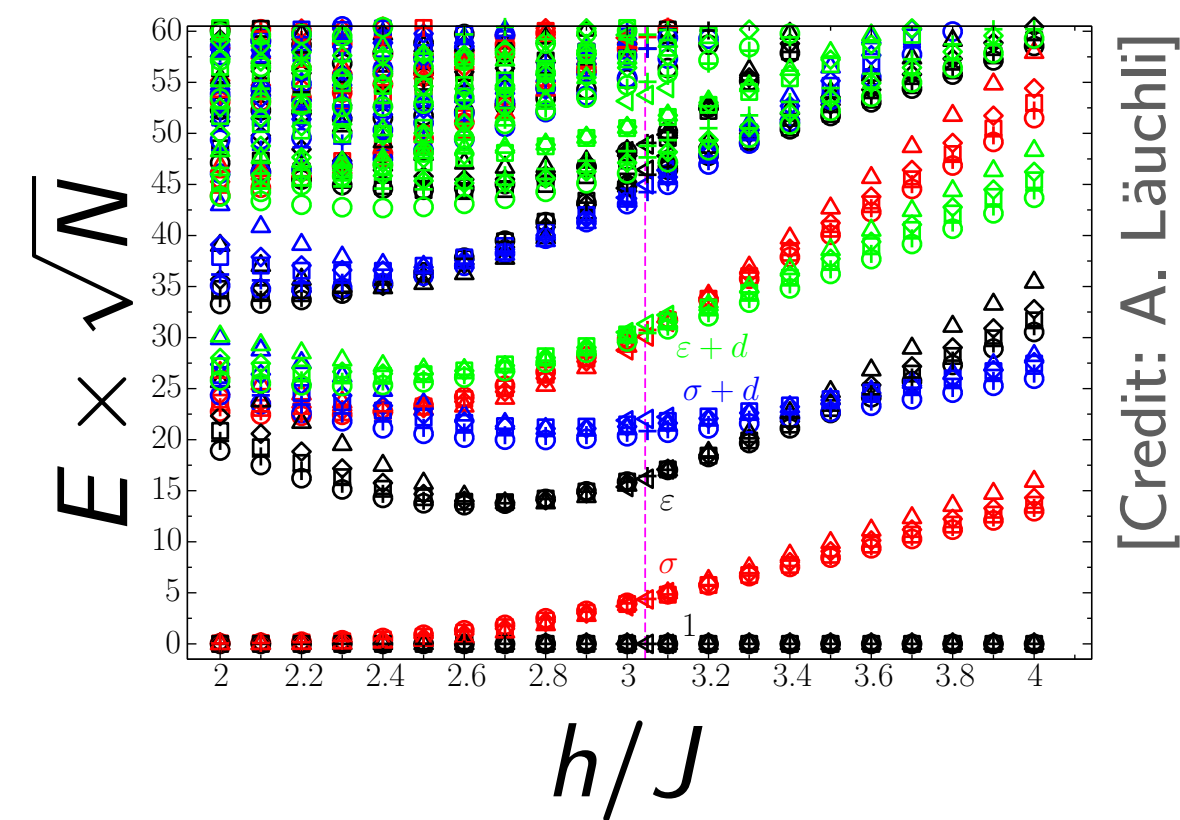 60
55
50
45
40
35
30
25
20
15
10
5
0
E × √N
ε + d
σ + d
ε
σ
1
2 2.2 2.4 2.6 2.8 3 3.2 3.4 3.6 3.8 4
h/J
[Credit: A. Läuchli]